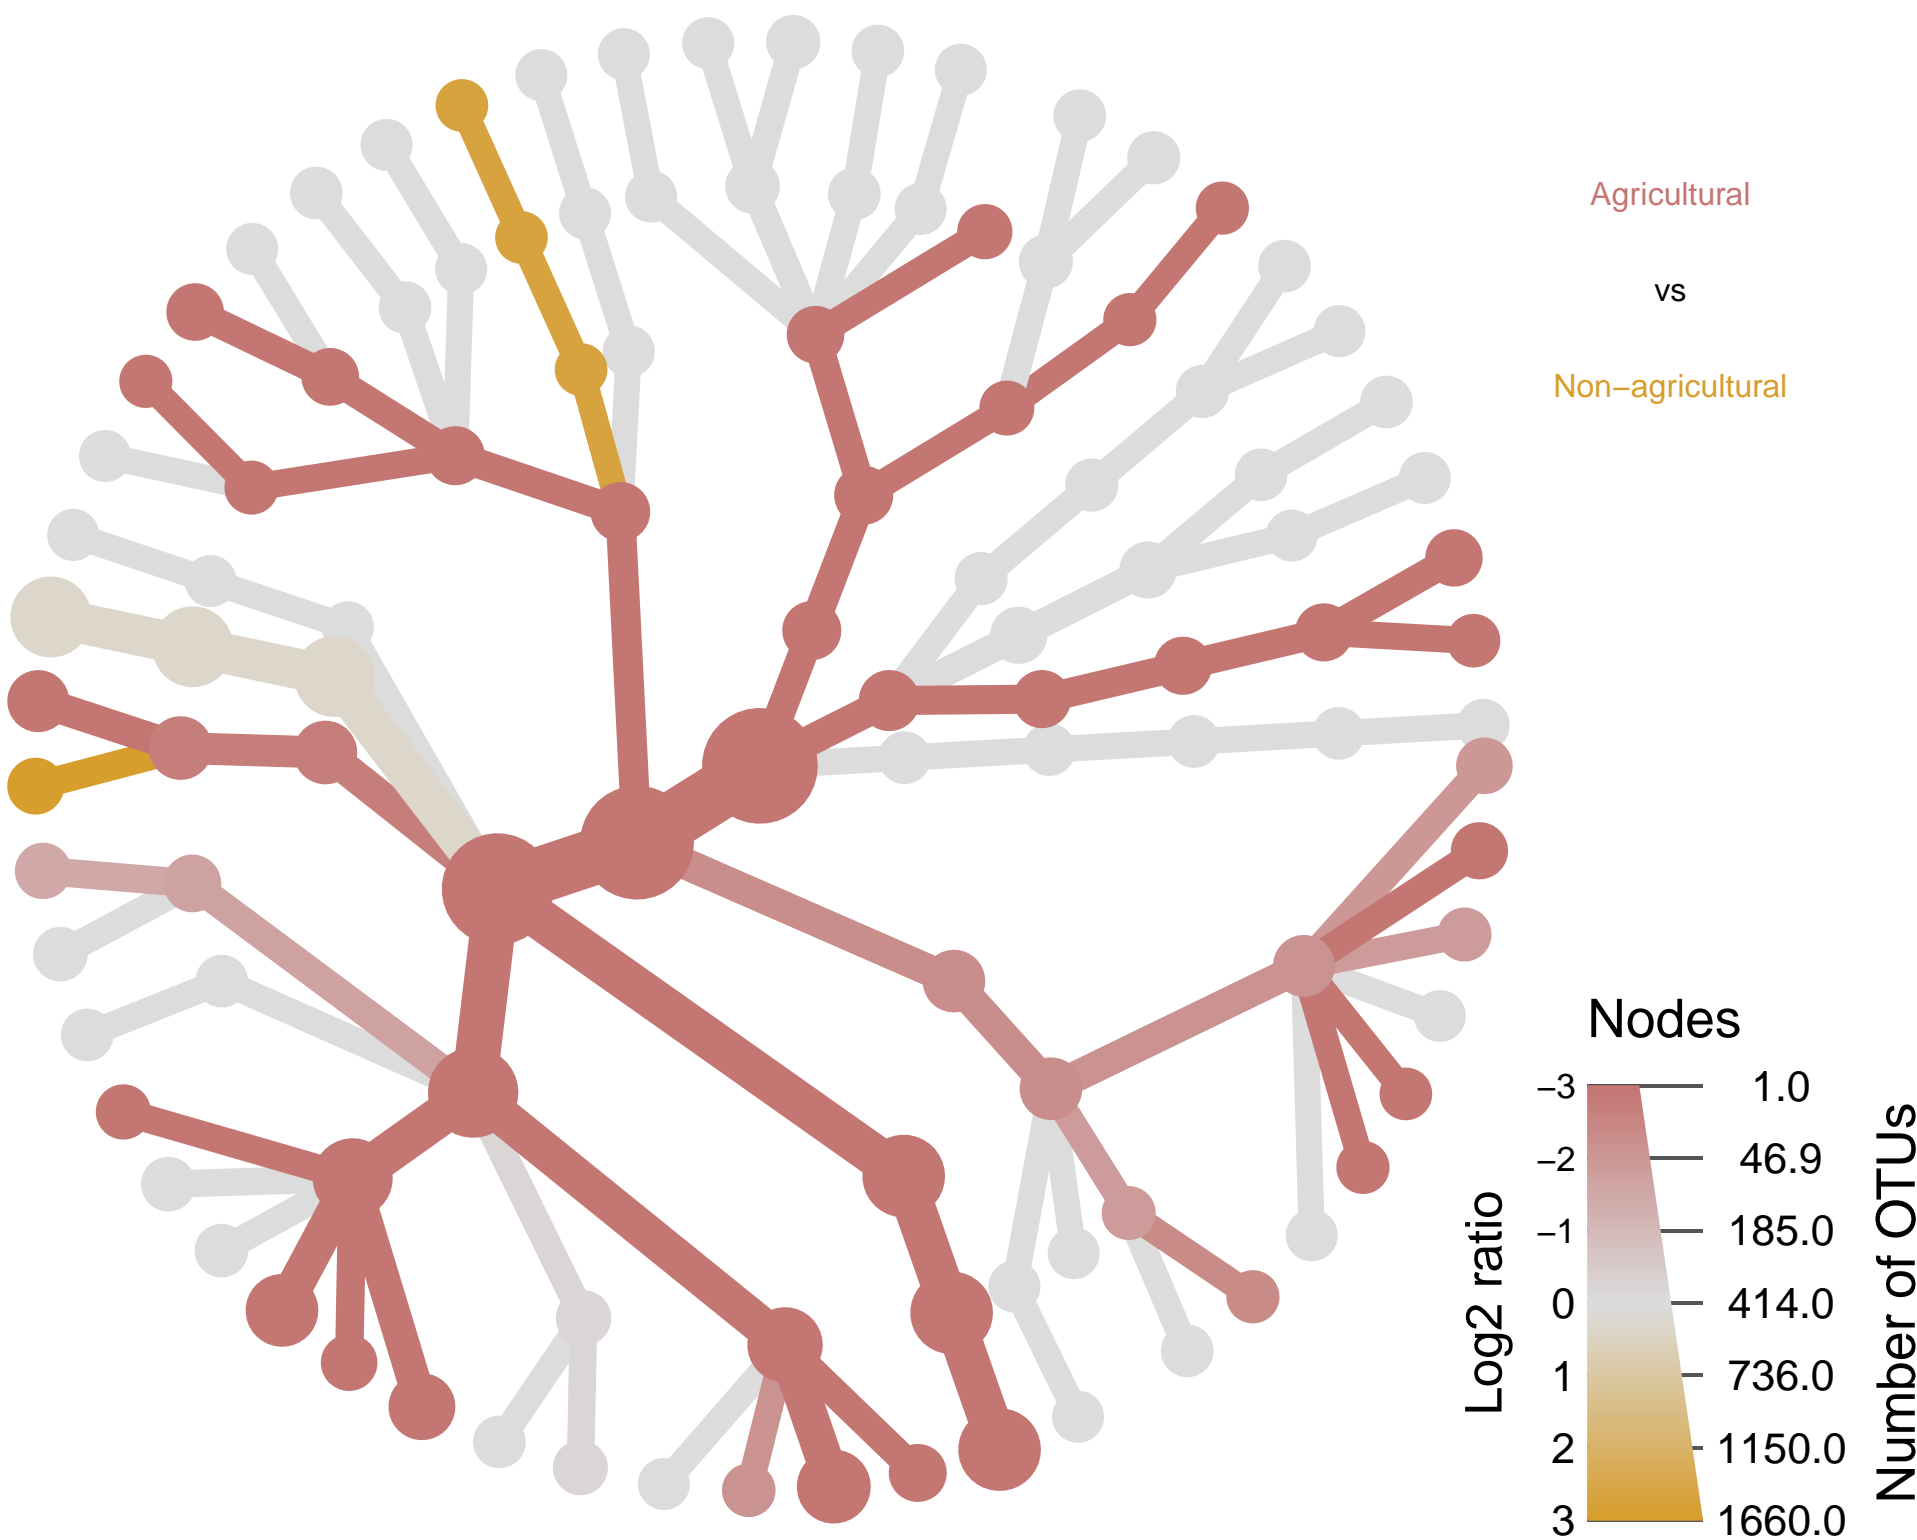 Agricultural
vs
Non−agricultural
Nodes
−3 1.0
−2 46.9
−1 185.0
0 414.0
1 736.0
2 1150.0
3 1660.0
Log2 ratio
Number of OTUs